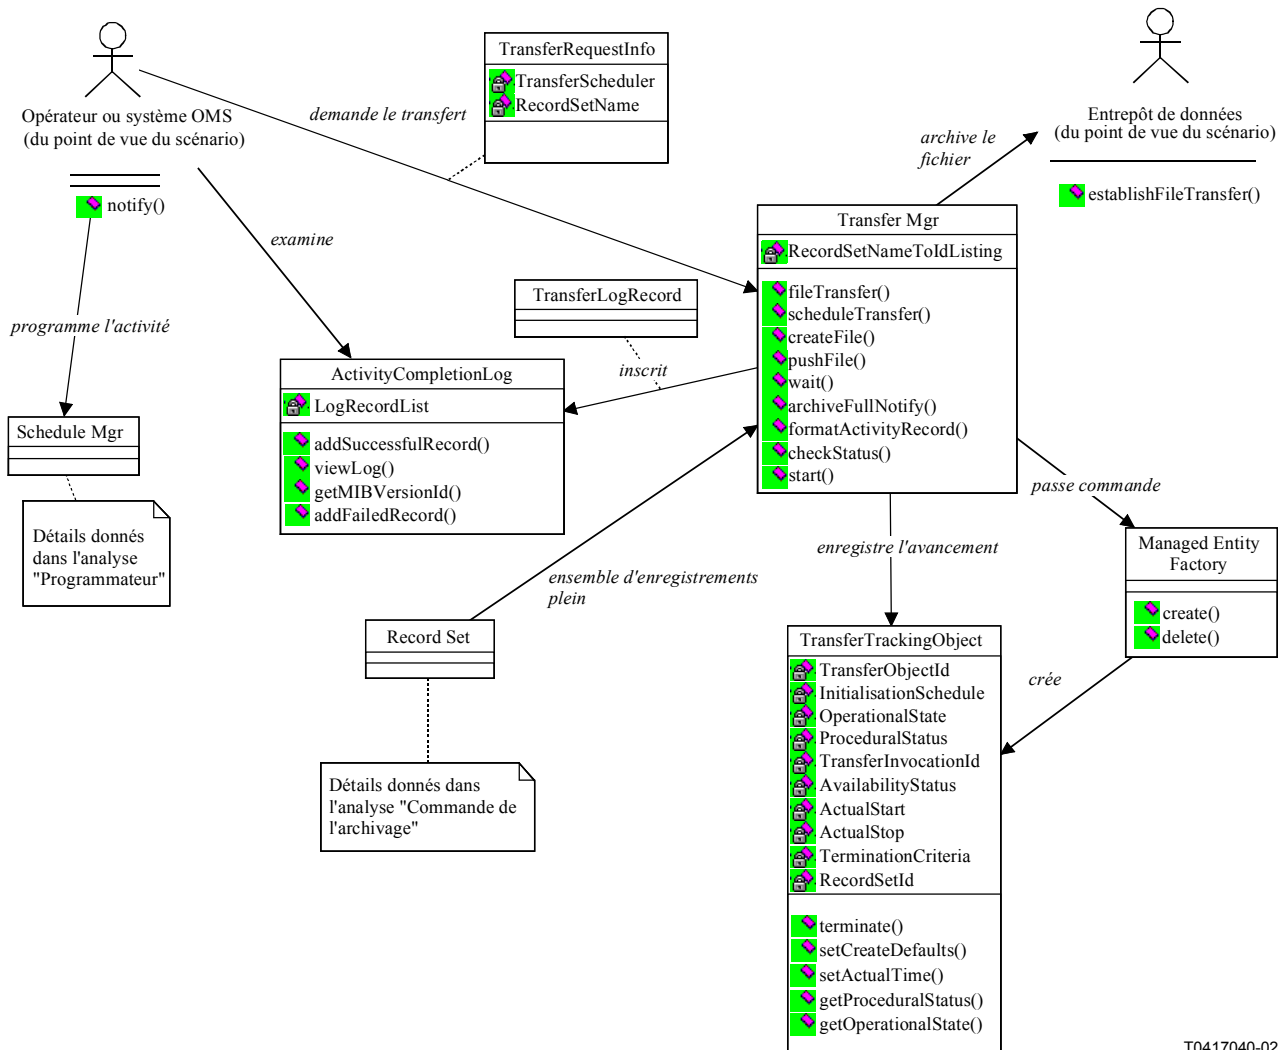 Opérateur ou système OMS
(du point de vue du scénario)
notify()
demande le transfert
TransferRequestInfo
TransferScheduler
RecordSetName
archive le
fichier
Entrepôt de données
(du point de vue du scénario)
establishFileTransfer()
examine
programme l'activité
TransferLogRecord
inscrit
Transfer Mgr
RecordSetNameToIdListing
fileTransfer()
scheduleTransfer()
createFile()
pushFile()
wait()
archiveFullNotify()
formatActivityRecord()
checkStatus()
start()
ActivityCompletionLog
LogRecordList
addSuccessfulRecord()
viewLog()
getMIBVersionId()
addFailedRecord()
Schedule Mgr
Détails donnés
dans l'analyse
"Programmateur"
passe commande
enregistre l'avancement
ensemble d'enregistrements
plein
Managed Entity
Factory
create()
delete()
Record Set
crée
Détails donnés dans
l'analyse "Commande de
l'archivage"
TransferTrackingObject
TransferObjectId
InitialisationSchedule
OperationalState
ProceduralStatus
TransferInvocationId
AvailabilityStatus
ActualStart
ActualStop
TerminationCriteria
RecordSetId
terminate()
setCreateDefaults()
setActualTime()
getProceduralStatus()
getOperationalState()
T0417040-02